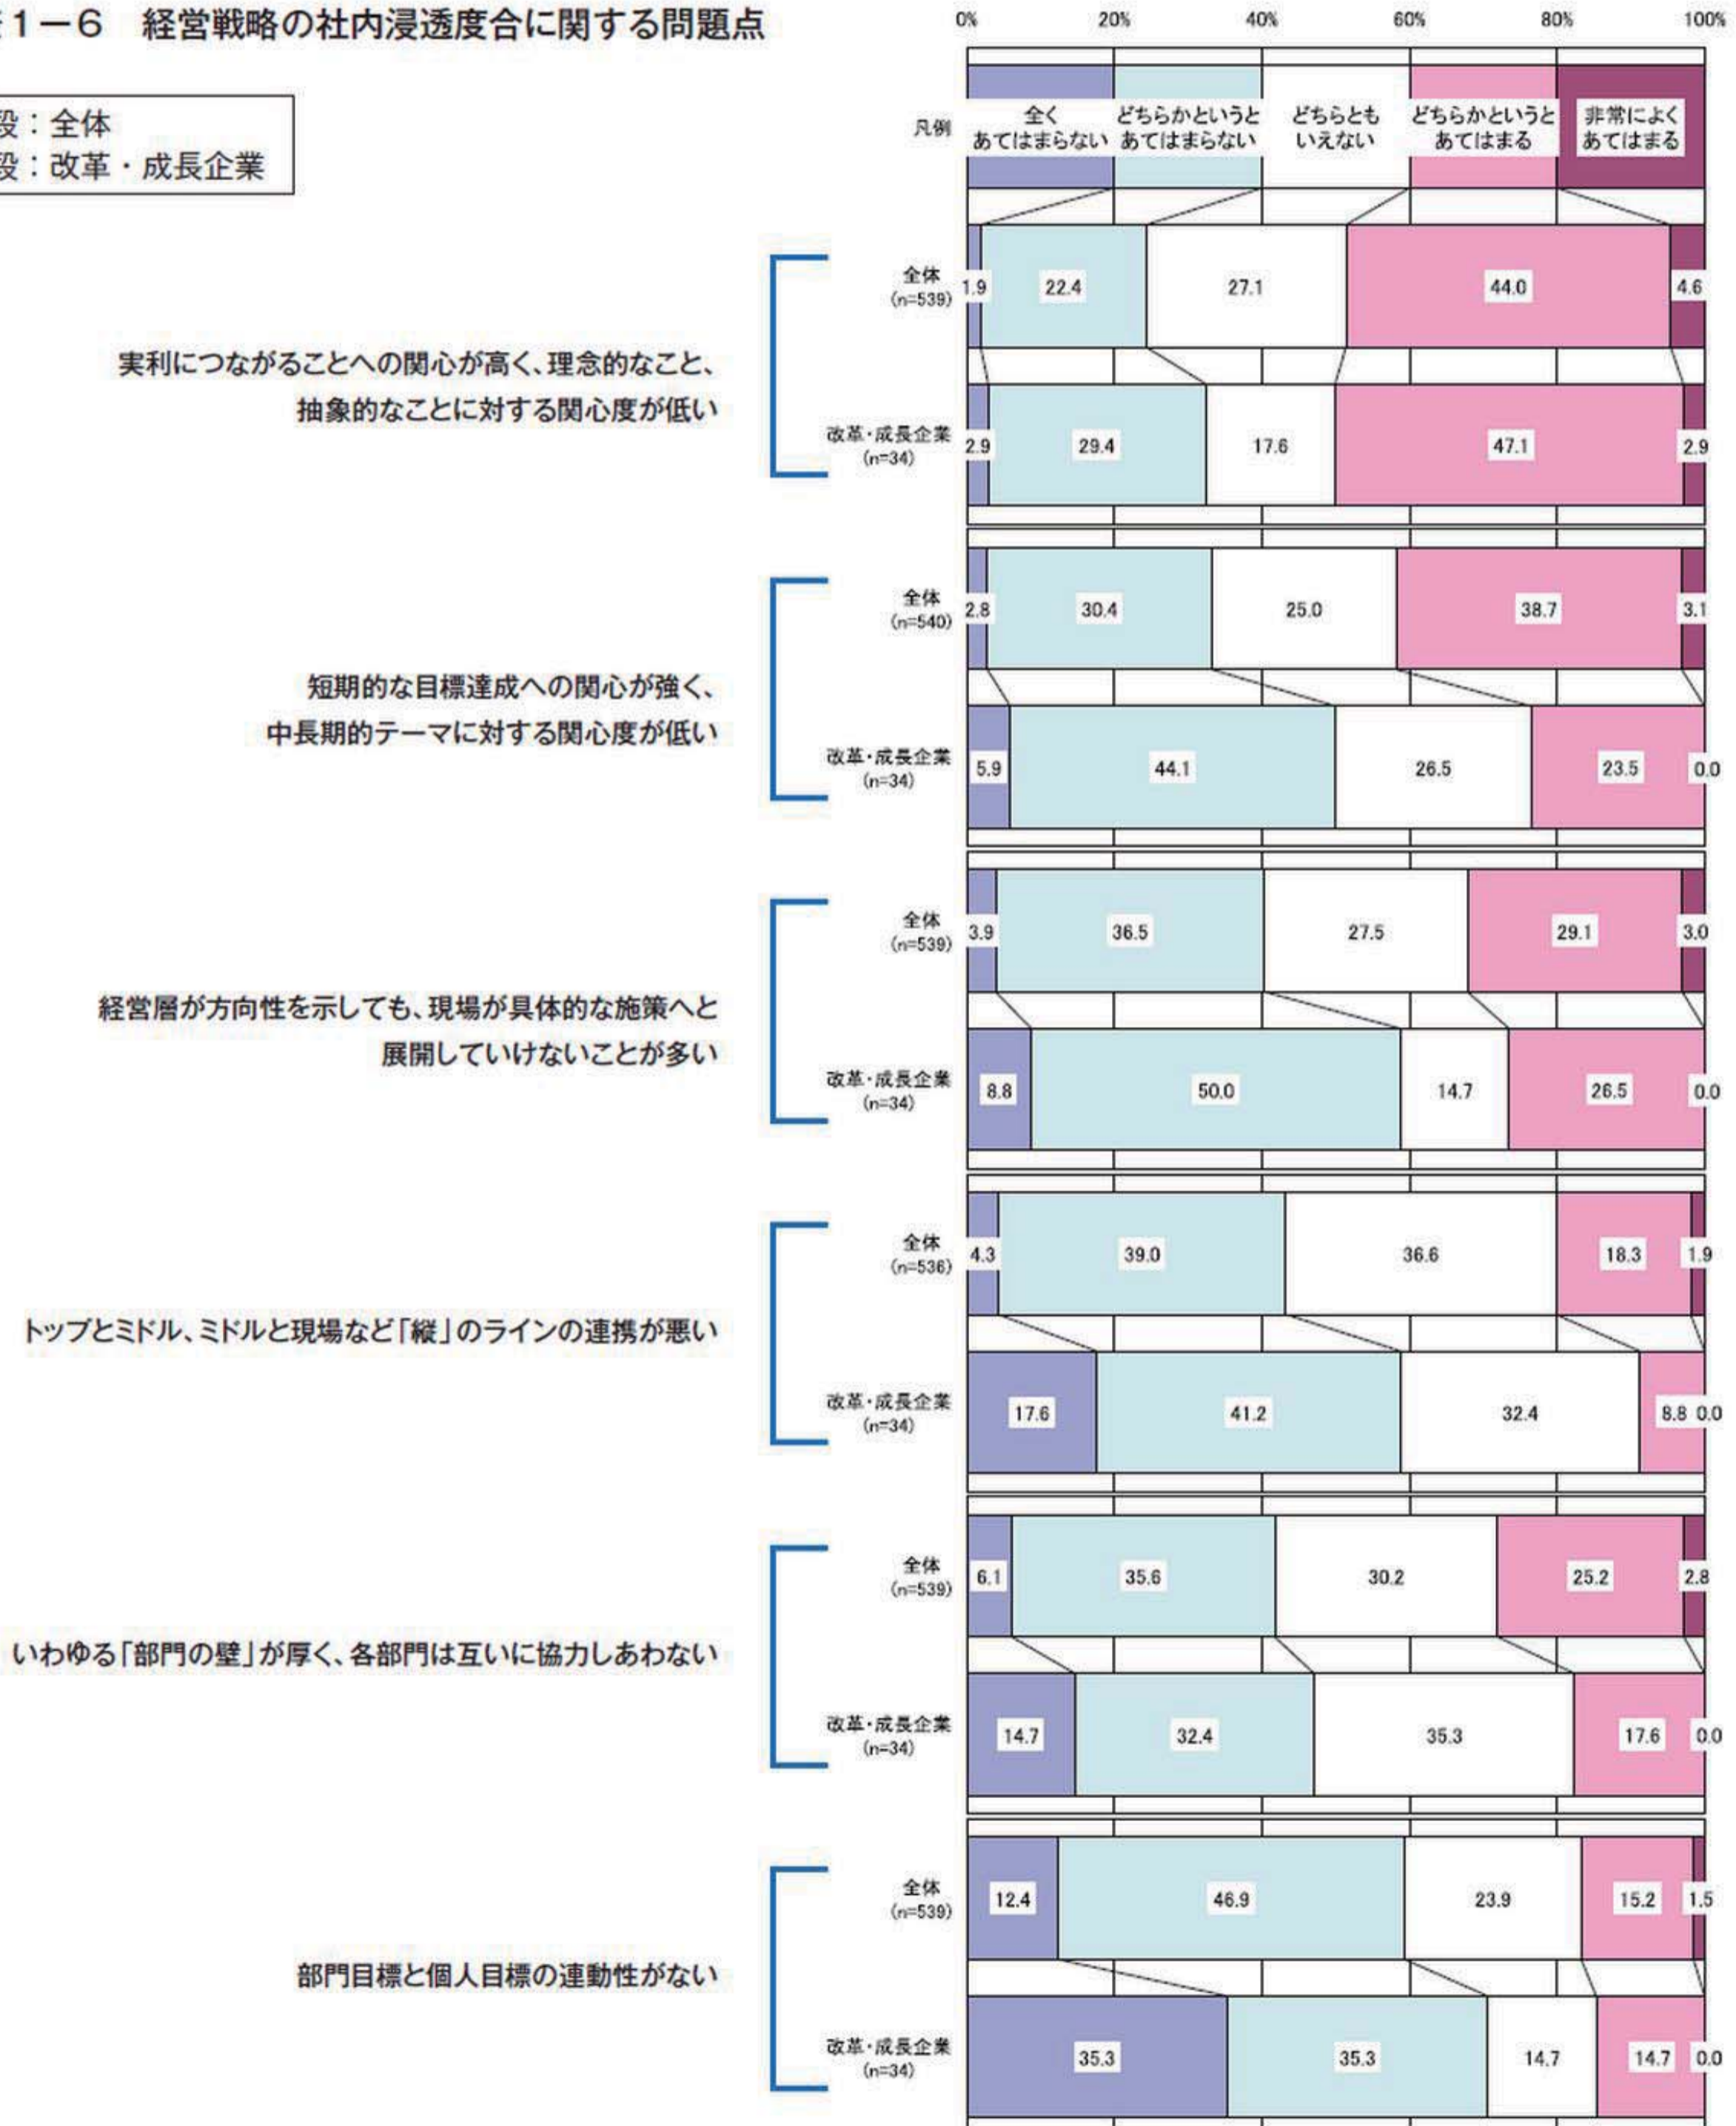 1－6　経営戦略の社内浸透度合に関する問題点
段：全体
段：改革・成長企業
0% 20% 40% 60% 80% 100%
凡例
全く
あてはまらない
どちらかというと
あてはまらない
どちらとも
いえない
どちらかというと
あてはまる
非常によく
あてはまる
実利につながることへの関心が高く、理念的なこと、
抽象的なことに対する関心度が低い
全体
(n=539)
1.9 22.4 27.1 44.0 4.6
改革・成長企業
(n=34)
2.9 29.4 17.6 47.1 2.9
短期的な目標達成への関心が強く、
中長期的テーマに対する関心度が低い
全体
(n=540)
2.8 30.4 25.0 38.7 3.1
改革・成長企業
(n=34)
5.9 44.1 26.5 23.5 0.0
経営層が方向性を示しても、現場が具体的な施策へと
展開していけないことが多い
全体
(n=539)
3.9 36.5 27.5 29.1 3.0
改革・成長企業
(n=34)
8.8 50.0 14.7 26.5 0.0
トップとミドル、ミドルと現場など「縦」のラインの連携が悪い
全体
(n=536)
4.3 39.0 36.6 18.3 1.9
改革・成長企業
(n=34)
17.6 41.2 32.4 8.8 0.0
いわゆる「部門の壁」が厚く、各部門は互いに協力しあわない
全体
(n=539)
6.1 35.6 30.2 25.2 2.8
改革・成長企業
(n=34)
14.7 32.4 35.3 17.6 0.0
部門目標と個人目標の連動性がない
全体
(n=539)
12.4 46.9 23.9 15.2 1.5
改革・成長企業
(n=34)
35.3 35.3 14.7 14.7 0.0